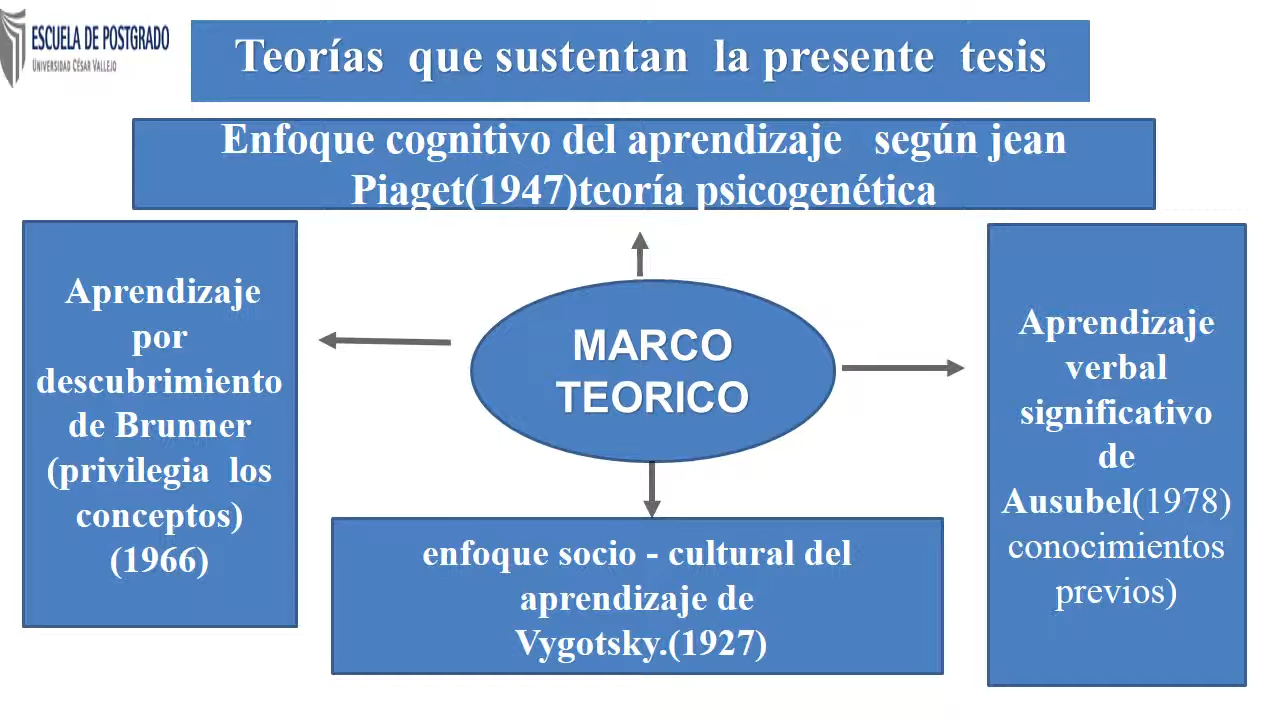 ESCUELA DE POSTGRADO
UNIVERSIDAD CÉSAR VALLEJO
Teorías que sustentan la presente tesis
Enfoque cognitivo del aprendizaje según jean
Piaget(1947)teoría psicogenética
Aprendizaje
por
descubrimiento
de Brunner
(privilegia los
conceptos)
(1966)
MARCO
TEORICO
Aprendizaje
verbal
significativo
de
Ausubel(1978)
conocimientos
previos)
enfoque socio - cultural del
aprendizaje de
Vygotsky.(1927)